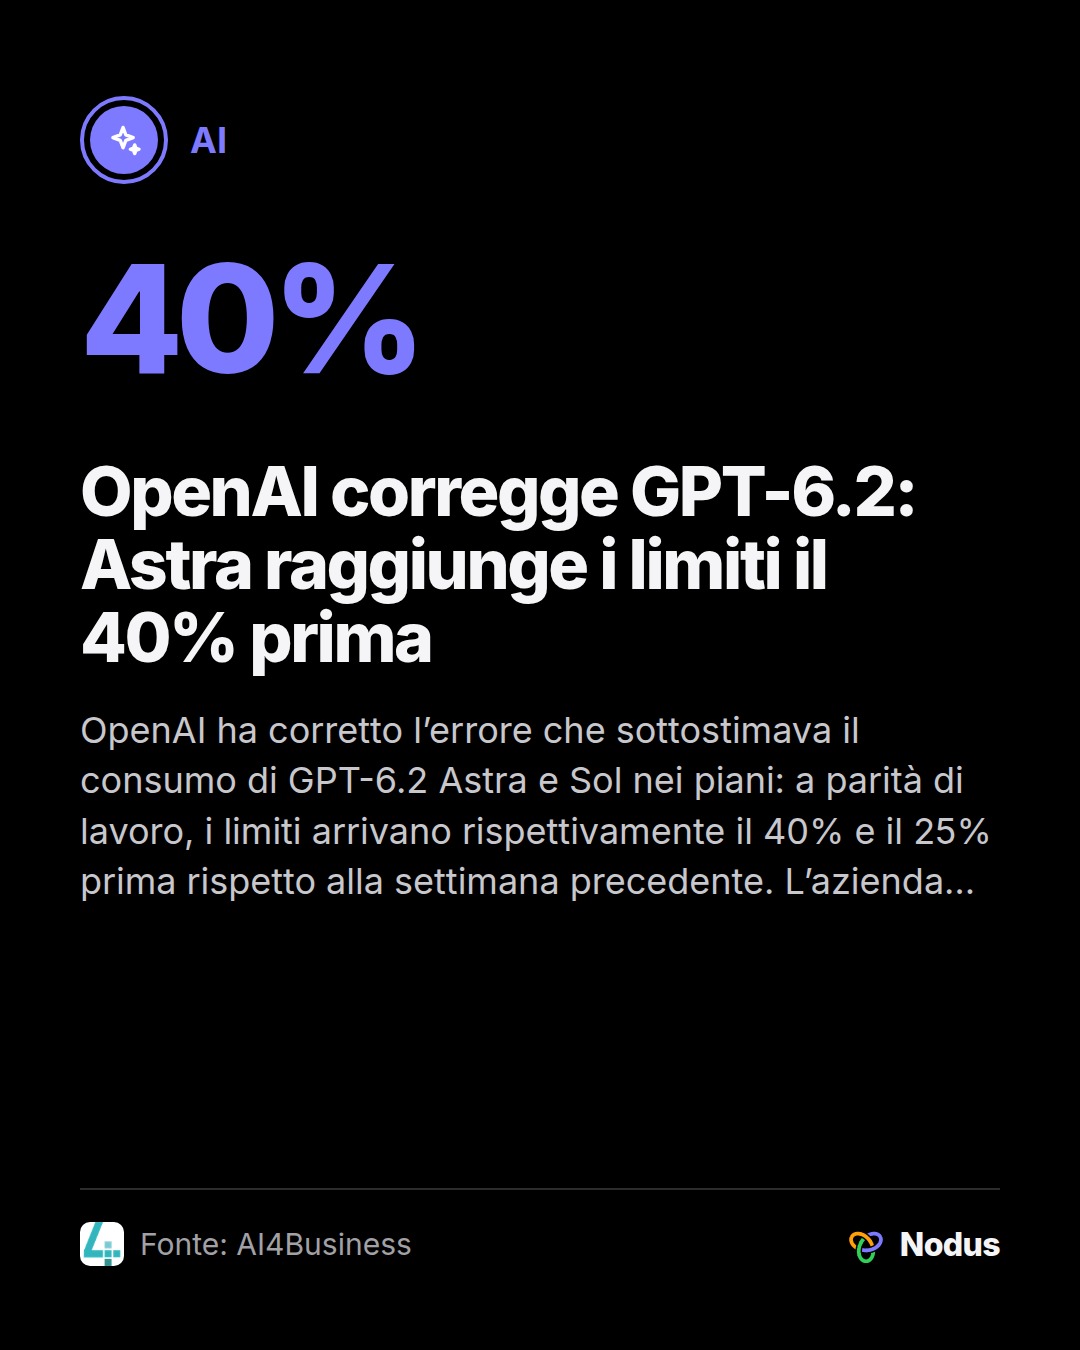 AI
40%
OpenAI corregge GPT-6.2:
Astra raggiunge i limiti il
40% prima
OpenAI ha corretto l’errore che sottostimava il
consumo di GPT-6.2 Astra e Sol nei piani: a parità di
lavoro, i limiti arrivano rispettivamente il 40% e il 25%
prima rispetto alla settimana precedente. L’azienda...
Fonte: AI4Business
Nodus